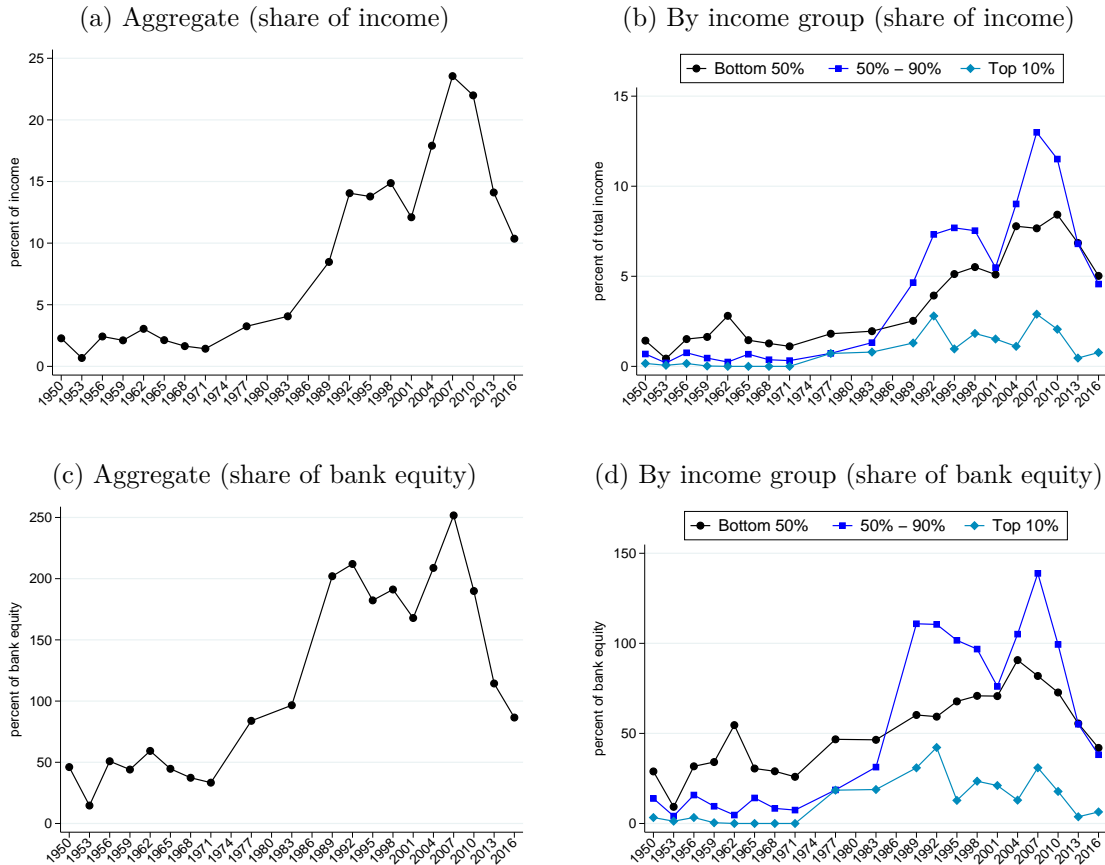 (a) Aggregate (share of income)
25
20
15
10
5
0
percent of income
1950 1953 1956 1959 1962 1965 1968 1971 1974 1977 1980 1983 1986 1989 1992 1995 1998 2001 2004 2007 2010 2013 2016
(b) By income group (share of income)
Bottom 50% 50% − 90% Top 10%
15
10
5
0
percent of total income
1950 1953 1956 1959 1962 1965 1968 1971 1974 1977 1980 1983 1986 1989 1992 1995 1998 2001 2004 2007 2010 2013 2016
(c) Aggregate (share of bank equity)
250
200
150
100
50
0
percent of bank equity
1950 1953 1956 1959 1962 1965 1968 1971 1974 1977 1980 1983 1986 1989 1992 1995 1998 2001 2004 2007 2010 2013 2016
(d) By income group (share of bank equity)
Bottom 50% 50% − 90% Top 10%
150
100
50
0
percent of bank equity
1950 1953 1956 1959 1962 1965 1968 1971 1974 1977 1980 1983 1986 1989 1992 1995 1998 2001 2004 2007 2010 2013 2016